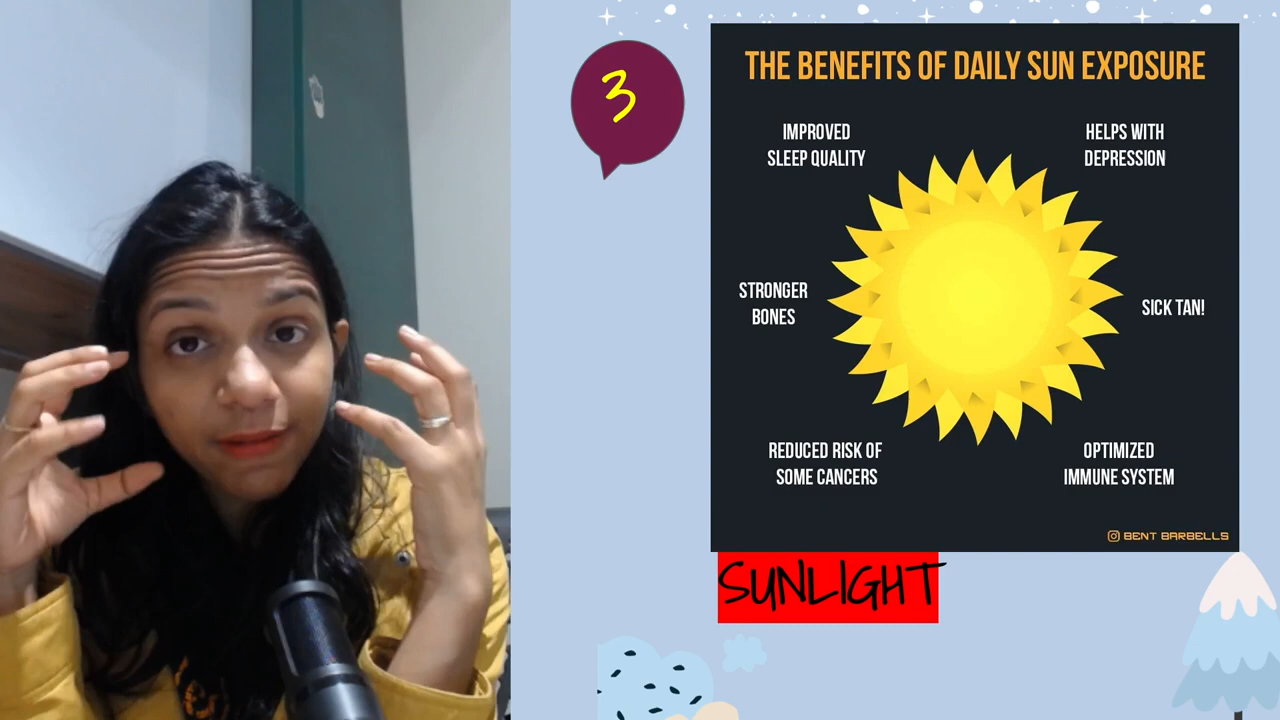 3
THE BENEFITS OF DAILY SUN EXPOSURE
IMPROVED
SLEEP QUALITY
HELPS WITH
DEPRESSION
STRONGER
BONES
SICK TAN!
REDUCED RISK OF
SOME CANCERS
OPTIMIZED
IMMUNE SYSTEM
BENT BARBELLS
SUNLIGHT